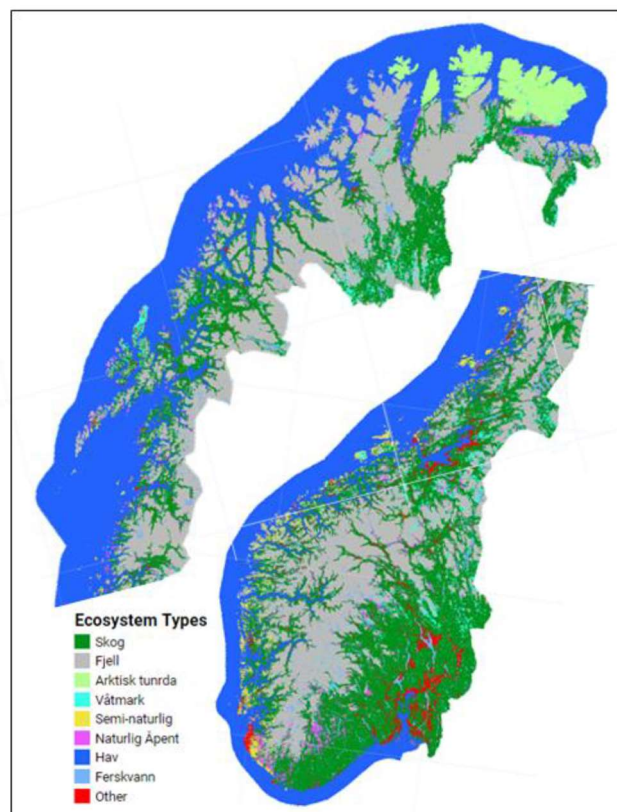 Ecosystem Types
Skog
Fjell
Arktisk tunrda
Våtmark
Semi-naturlig
Naturlig Åpent
Hav
Ferskvann
Other